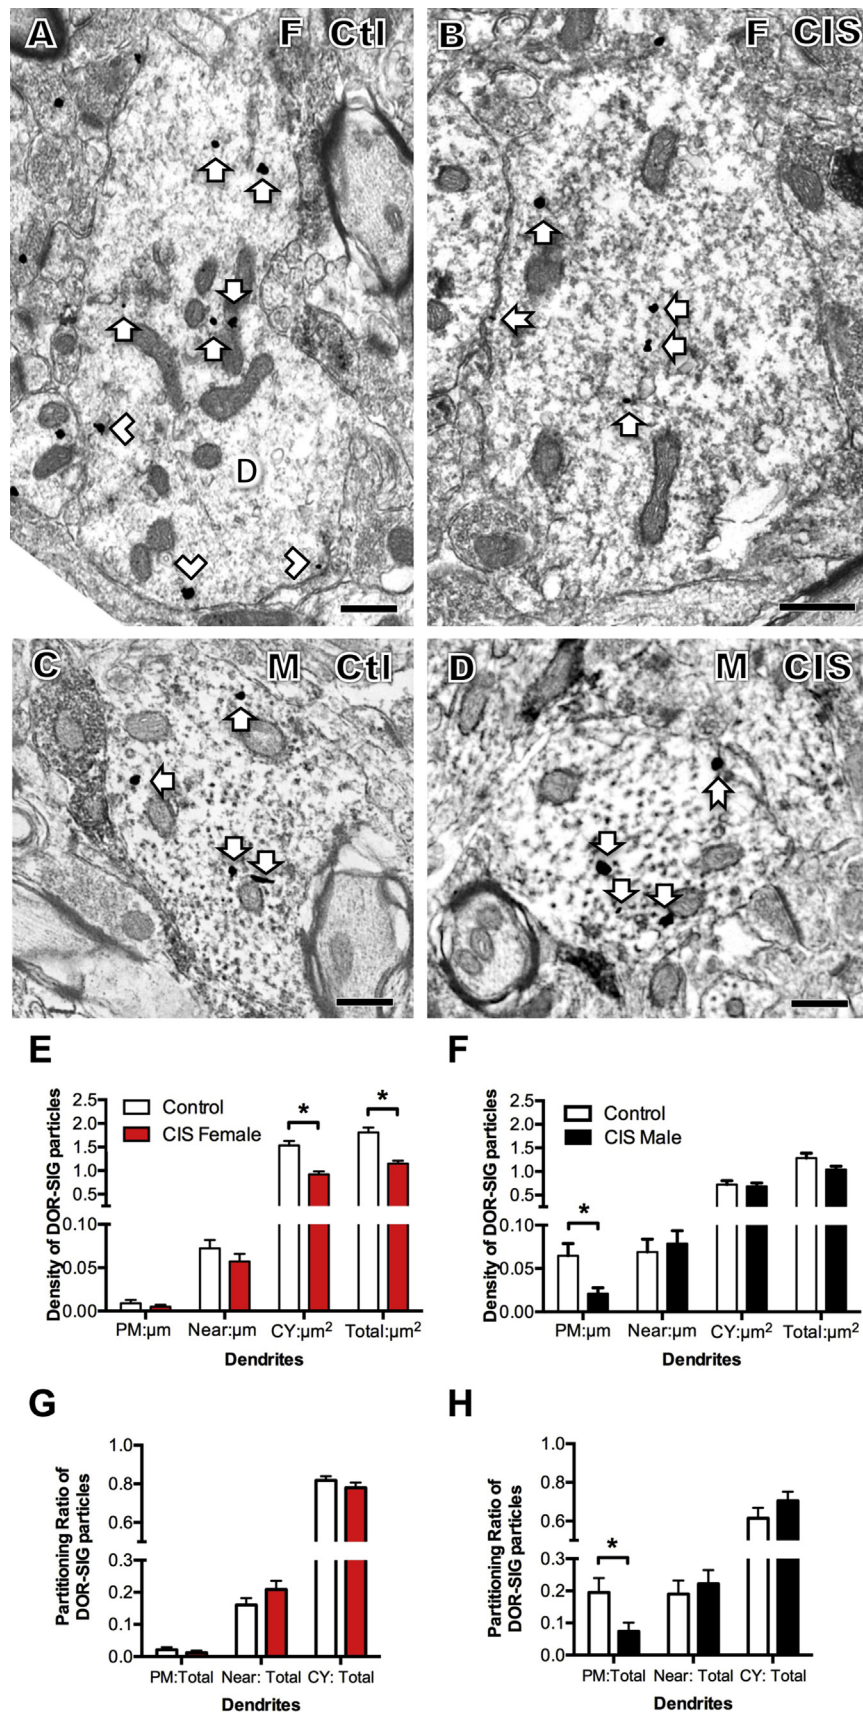 A F Ctl
B F CIS
D
C M Ctl
D M CIS
E
Density of DOR-SIG particles
2.5
2.0
1.5
1.0
0.5
0.10
0.05
0.00
Control
CIS Female
*
*
PM:µm Near:µm CY:µm² Total:µm²
Dendrites
F
Density of DOR-SIG particles
2.5
2.0
1.5
1.0
0.5
0.10
0.05
0.00
Control
CIS Male
*
PM:µm Near:µm CY:µm² Total:µm²
Dendrites
G
Partitioning Ratio of
DOR-SIG particles
1.0
0.8
0.6
0.3
0.2
0.1
0.0
PM:Total Near: Total CY: Total
Dendrites
H
Partitioning Ratio of
DOR-SIG particles
1.0
0.8
0.6
0.3
0.2
0.1
0.0
*
PM:Total Near: Total CY: Total
Dendrites